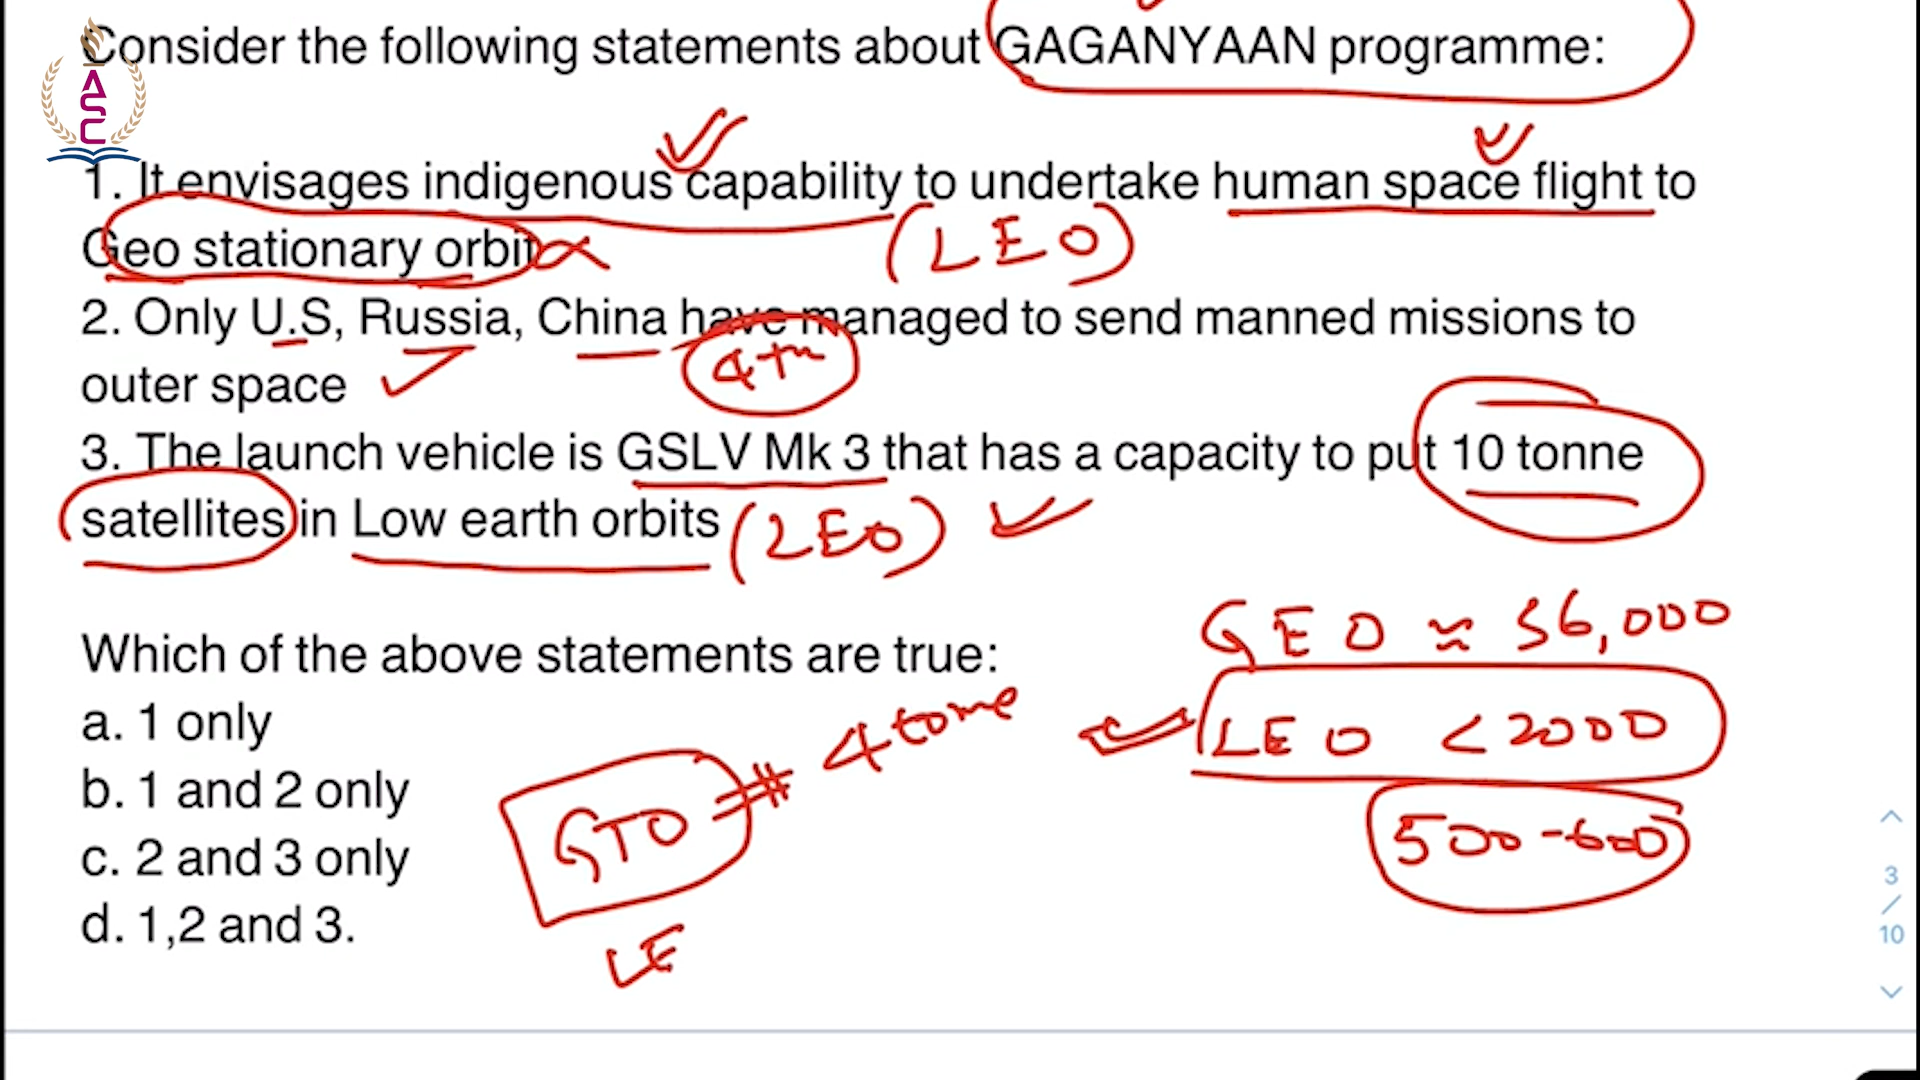 Consider the following statements about GAGANYAAN programme:
ASC
1. It envisages indigenous capability to undertake human space flight to
Geo stationary orbit
(LEO)
2. Only U.S, Russia, China have managed to send manned missions to
outer space
4th
3. The launch vehicle is GSLV Mk 3 that has a capacity to put 10 tonne
satellites in Low earth orbits
(LEO)
GEO ≈ 36,000
Which of the above statements are true:
a. 1 only
4 tonne
LEO < 2000
b. 1 and 2 only
GTO
500-600
c. 2 and 3 only
d. 1,2 and 3.
LE
3
/
10